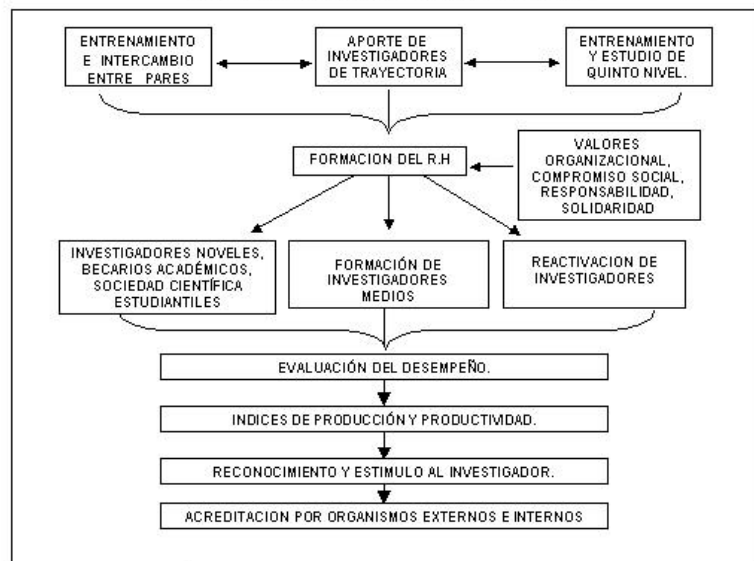 ENTRENAMIENTO
E INTERCAMBIO
ENTRE PARES
APORTE DE
INVESTIGADORES
DE TRAYECTORIA
ENTRENAMIENTO
Y ESTUDIO DE
QUINTO NIVEL.
FORMACION DEL R.H
VALORES
ORGANIZACIONAL,
COMPROMISO SOCIAL,
RESPONSABILIDAD,
SOLIDARIDAD
INVESTIGADORES NOVELES,
BECARIOS ACADÉMICOS,
SOCIEDAD CIENTÍFICA
ESTUDIANTILES
FORMACIÓN DE
INVESTIGADORES
MEDIOS
REACTIVACION DE
INVESTIGADORES
EVALUACIÓN DEL DESEMPEÑO.
INDICES DE PRODUCCIÓN Y PRODUCTIVIDAD.
RECONOCIMIENTO Y ESTIMULO AL INVESTIGADOR.
ACREDITACION POR ORGANISMOS EXTERNOS E INTERNOS